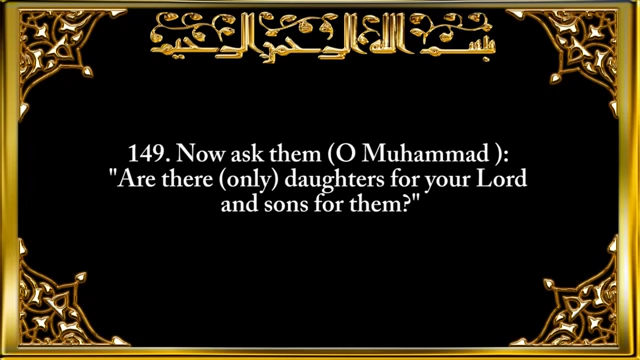 بسم الله الرحمن الرحيم
149. Now ask them (O Muhammad ):
"Are there (only) daughters for your Lord
and sons for them?"